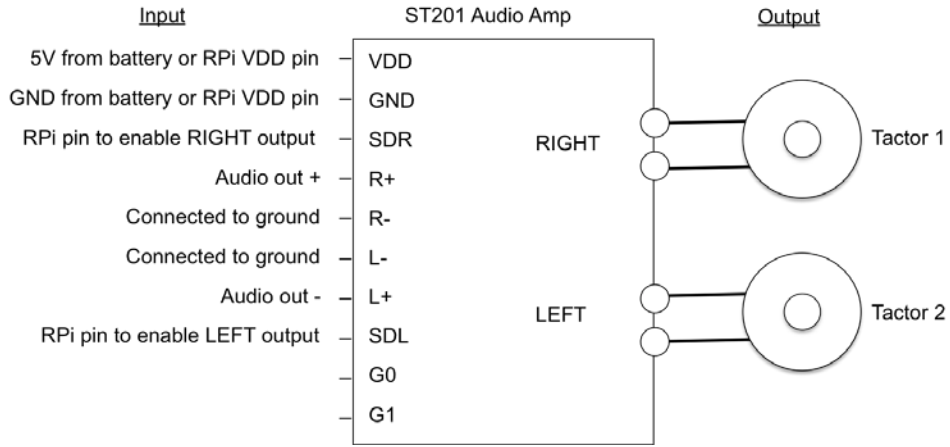 Input
ST201 Audio Amp
Output
5V from battery or RPi VDD pin
VDD
GND from battery or RPi VDD pin
GND
RPi pin to enable RIGHT output
SDR
RIGHT
Tactor 1
Audio out +
R+
Connected to ground
R-
Connected to ground
L-
Audio out -
L+
LEFT
Tactor 2
RPi pin to enable LEFT output
SDL
G0
G1